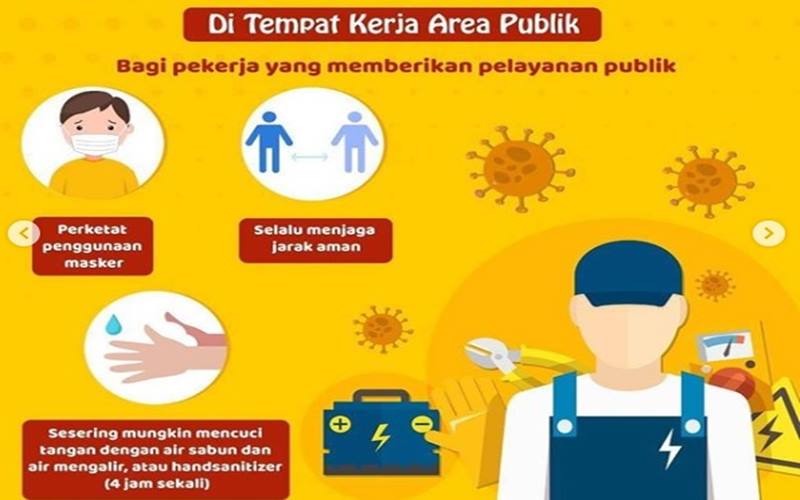 Di Tempat Kerja Area Publik
Bagi pekerja yang memberikan pelayanan publik
Perketat
penggunaan
masker
Selalu menjaga
jarak aman
Sesering mungkin mencuci
tangan dengan air sabun dan
air mengalir, atau handsanitizer
(4 jam sekali)